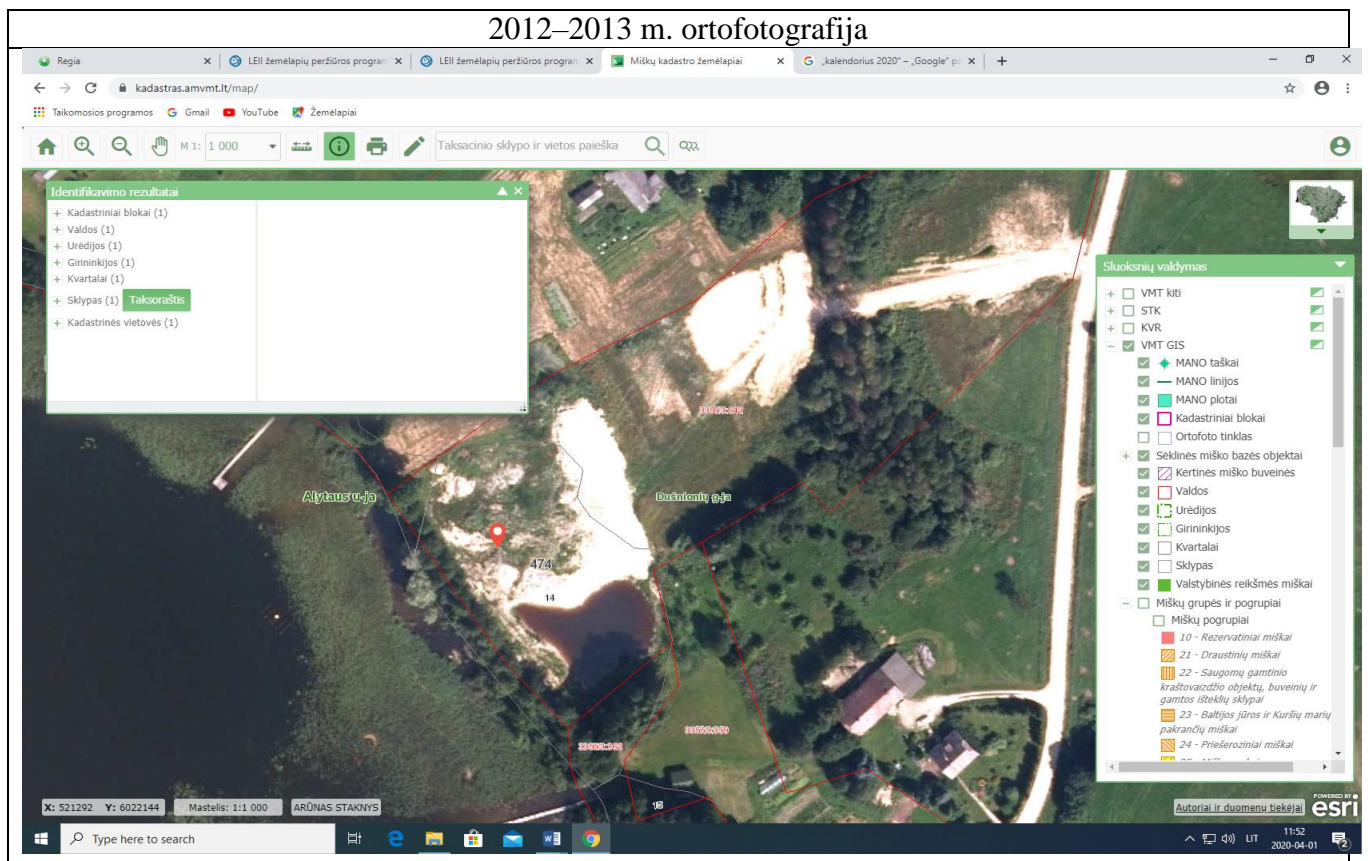 2012–2013 m. ortofotografija
Regia
LEII žemėlapių peržiūros program
LEII žemėlapių peržiūros program
Miškų kadastro žemėlapiai
„kalendorius 2020“ – „Google“ pa
kadastras.amvmt.lt/map/
Taikomosios programos Gmail YouTube Žemėlapiai
M 1: 1 000
Taksacinio sklypo ir vietos paieška
Identifikavimo rezultatai
Kadastriniai blokai (1)
Valdos (1)
Urėdijos (1)
Girininkijos (1)
Kvartalai (1)
Sklypas (1) Taksoraštis
Kadastrinės vietovės (1)
Alytaus u-ja
Dušnionių g-ja
474
14
15
Sluoksnių valdymas
VMT kiti
STK
KVR
VMT GIS
MANO taškai
MANO linijos
MANO plotai
Kadastriniai blokai
Ortofoto tinklas
Sėklinės miško bazės objektai
Kertinės miško buveinės
Valdos
Urėdijos
Girininkijos
Kvartalai
Sklypas
Valstybinės reikšmės miškai
Miškų grupės ir pogrupiai
Miškų pogrupiai
10 - Rezervatiniai miškai
21 - Draustinių miškai
22 - Saugomų gamtinio
kraštovaizdžio objektų, buveinių ir
gamtos išteklių sklypai
23 - Baltijos jūros ir Kuršių marių
pakrančių miškai
24 - Priešeroziniai miškai
X: 521292 Y: 6022144 Mastelis: 1:1 000 ARŪNAS STAKNYS
Autoriai ir duomenų tiekėjai
POWERED BY
esri
Type here to search
LIT
11:52
2020-04-01
2